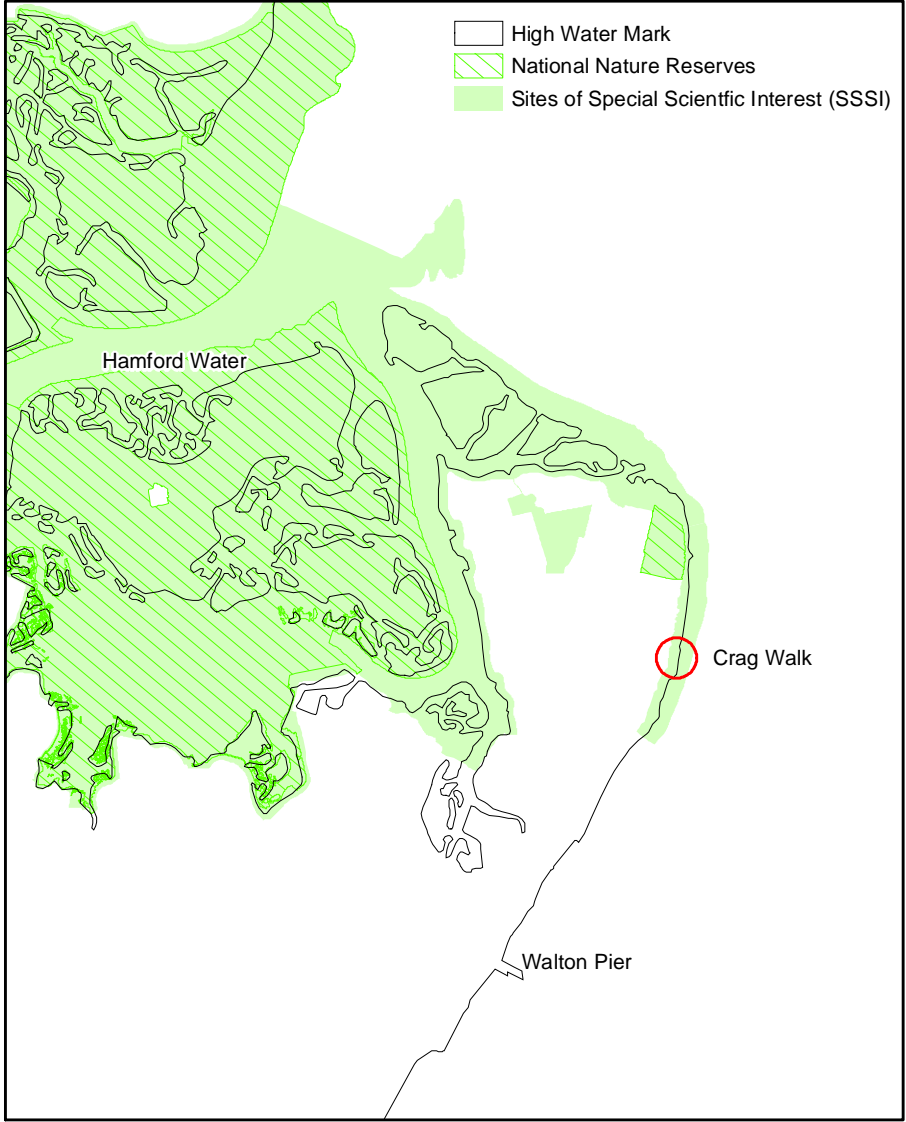 High Water Mark
National Nature Reserves
Sites of Special Scientfic Interest (SSSI)
Hamford Water
Crag Walk
Walton Pier